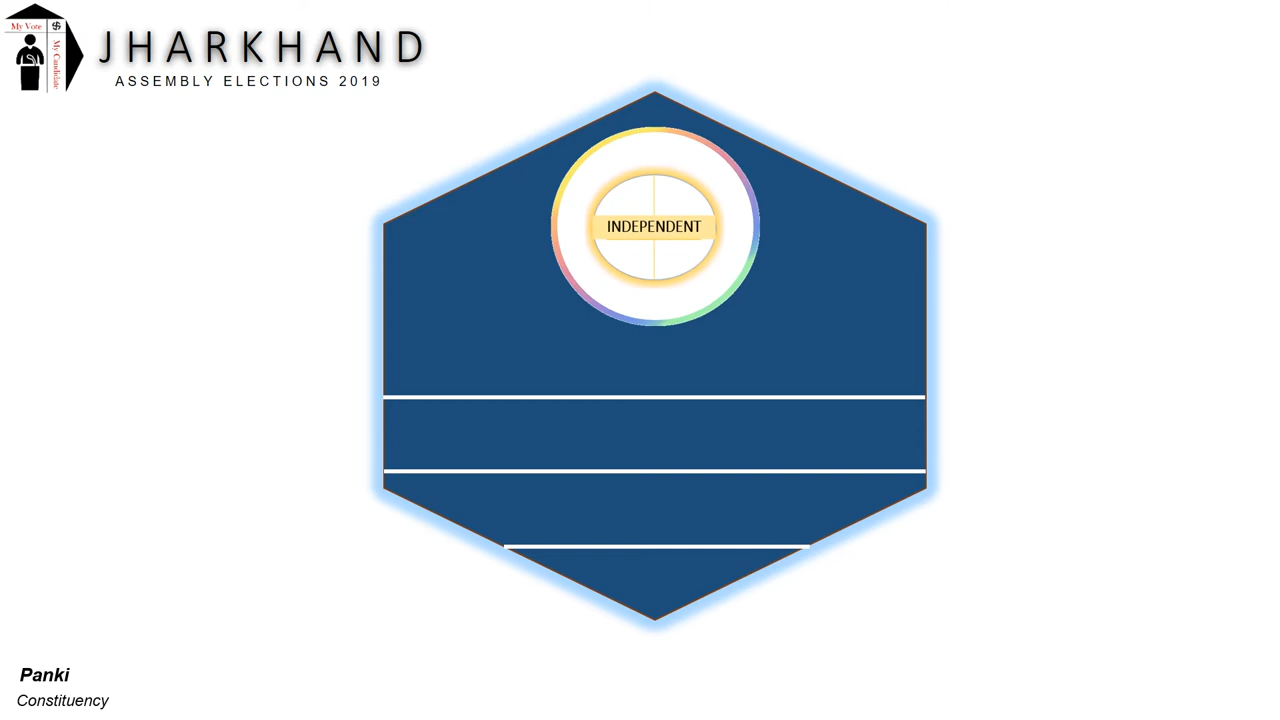 My Vote
My Candidate
JHARKHAND
ASSEMBLY ELECTIONS 2019
INDEPENDENT
Panki
Constituency